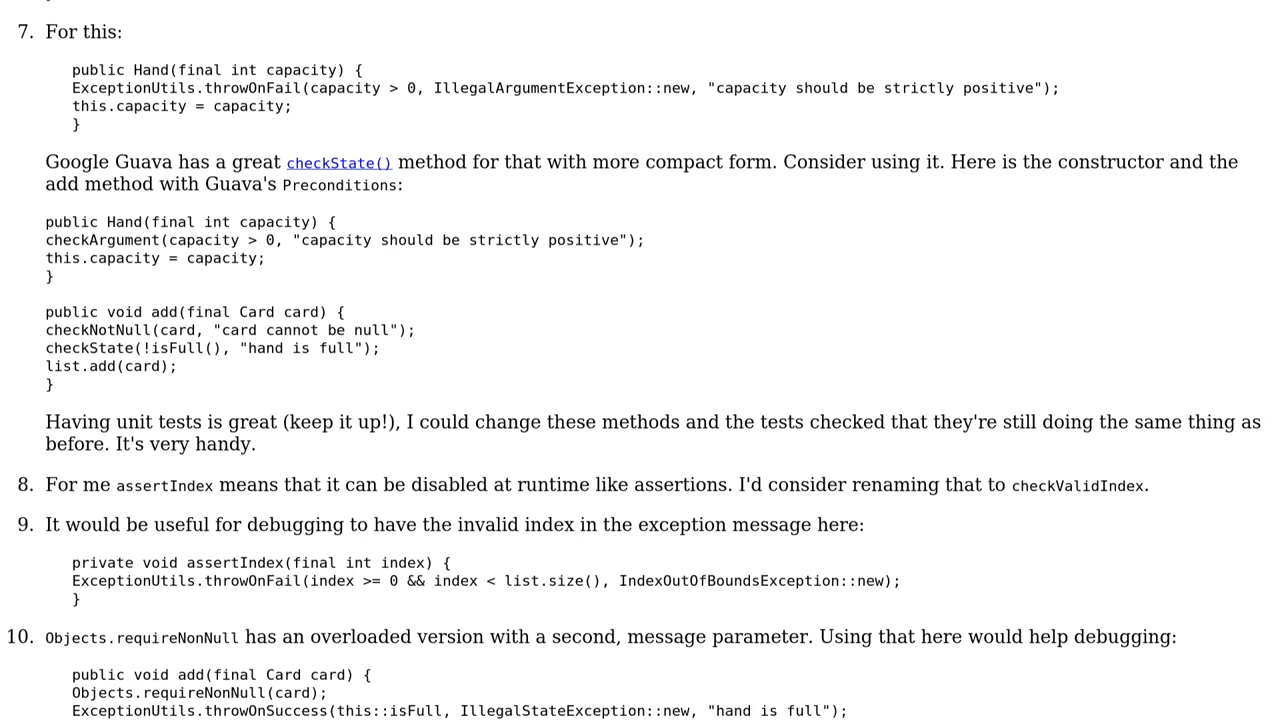 7. For this:
public Hand(final int capacity) {
ExceptionUtils.throwOnFail(capacity > 0, IllegalArgumentException::new, "capacity should be strictly positive");
this.capacity = capacity;
}
Google Guava has a great checkState() method for that with more compact form. Consider using it. Here is the constructor and the
add method with Guava's Preconditions:
public Hand(final int capacity) {
checkArgument(capacity > 0, "capacity should be strictly positive");
this.capacity = capacity;
}
public void add(final Card card) {
checkNotNull(card, "card cannot be null");
checkState(!isFull(), "hand is full");
list.add(card);
}
Having unit tests is great (keep it up!), I could change these methods and the tests checked that they're still doing the same thing as
before. It's very handy.
8. For me assertIndex means that it can be disabled at runtime like assertions. I'd consider renaming that to checkValidIndex.
9. It would be useful for debugging to have the invalid index in the exception message here:
private void assertIndex(final int index) {
ExceptionUtils.throwOnFail(index >= 0 && index < list.size(), IndexOutOfBoundsException::new);
}
10. Objects.requireNonNull has an overloaded version with a second, message parameter. Using that here would help debugging:
public void add(final Card card) {
Objects.requireNonNull(card);
ExceptionUtils.throwOnSuccess(this::isFull, IllegalStateException::new, "hand is full");